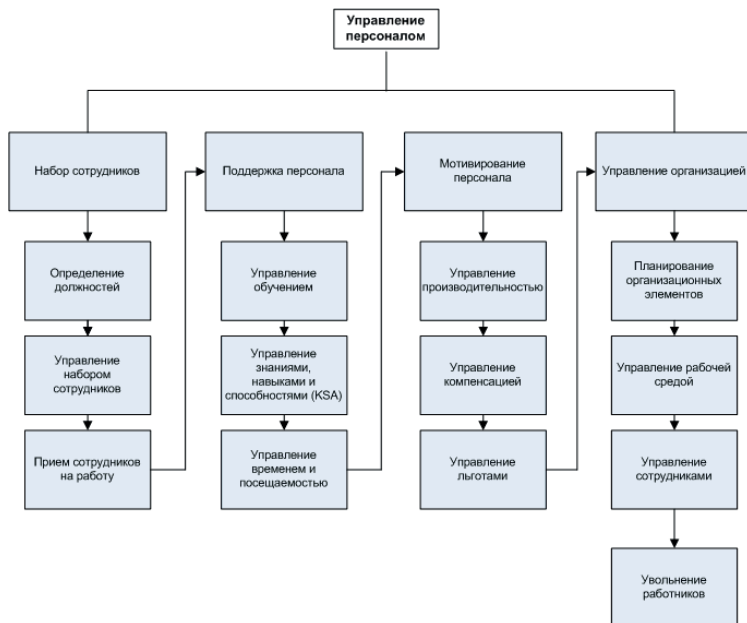 Управление
персоналом
Набор сотрудников
Определение
должностей
Управление
набором
сотрудников
Прием сотрудников
на работу
Поддержка персонала
Управление
обучением
Управление
знаниями,
навыками и
способностями (KSA)
Управление
временем и
посещаемостью
Мотивирование
персонала
Управление
производительностью
Управление
компенсацией
Управление
льготами
Управление организацией
Планирование
организационных
элементов
Управление рабочей
средой
Управление
сотрудниками
Увольнение
работников